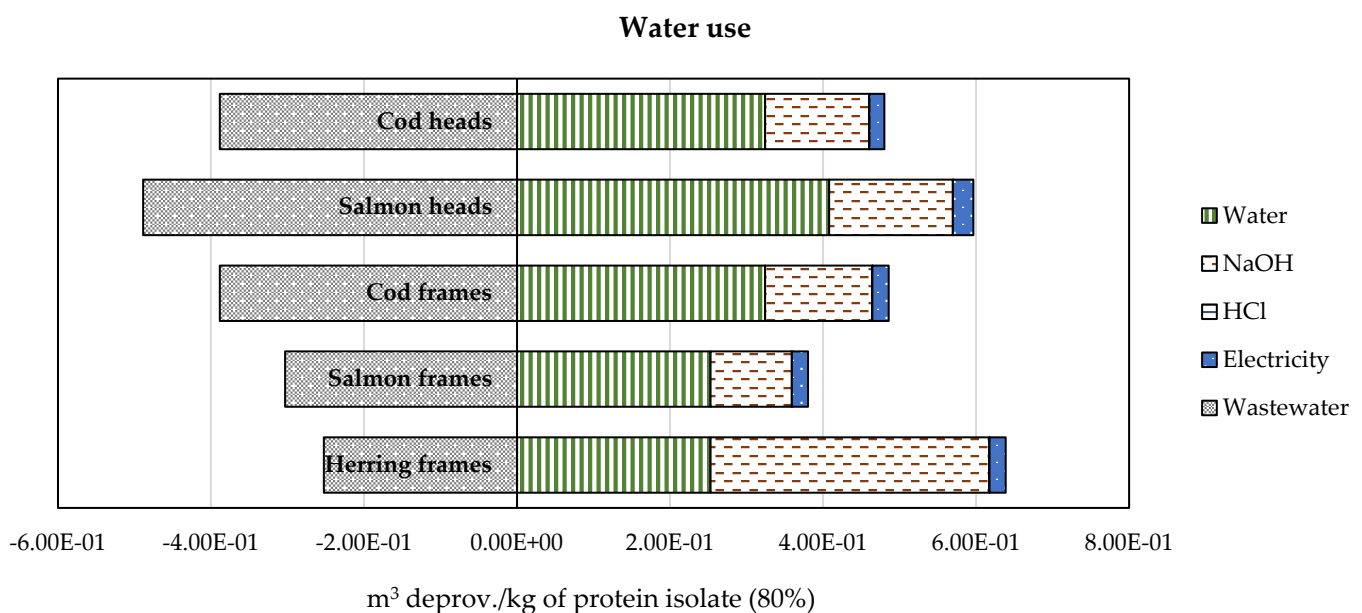 Water use
Cod heads
Salmon heads
Cod frames
Salmon frames
Herring frames
Water
NaOH
HCl
Electricity
Wastewater
-6.00E-01 -4.00E-01 -2.00E-01 0.00E+00 2.00E-01 4.00E-01 6.00E-01 8.00E-01
m³ deprov./kg of protein isolate (80%)